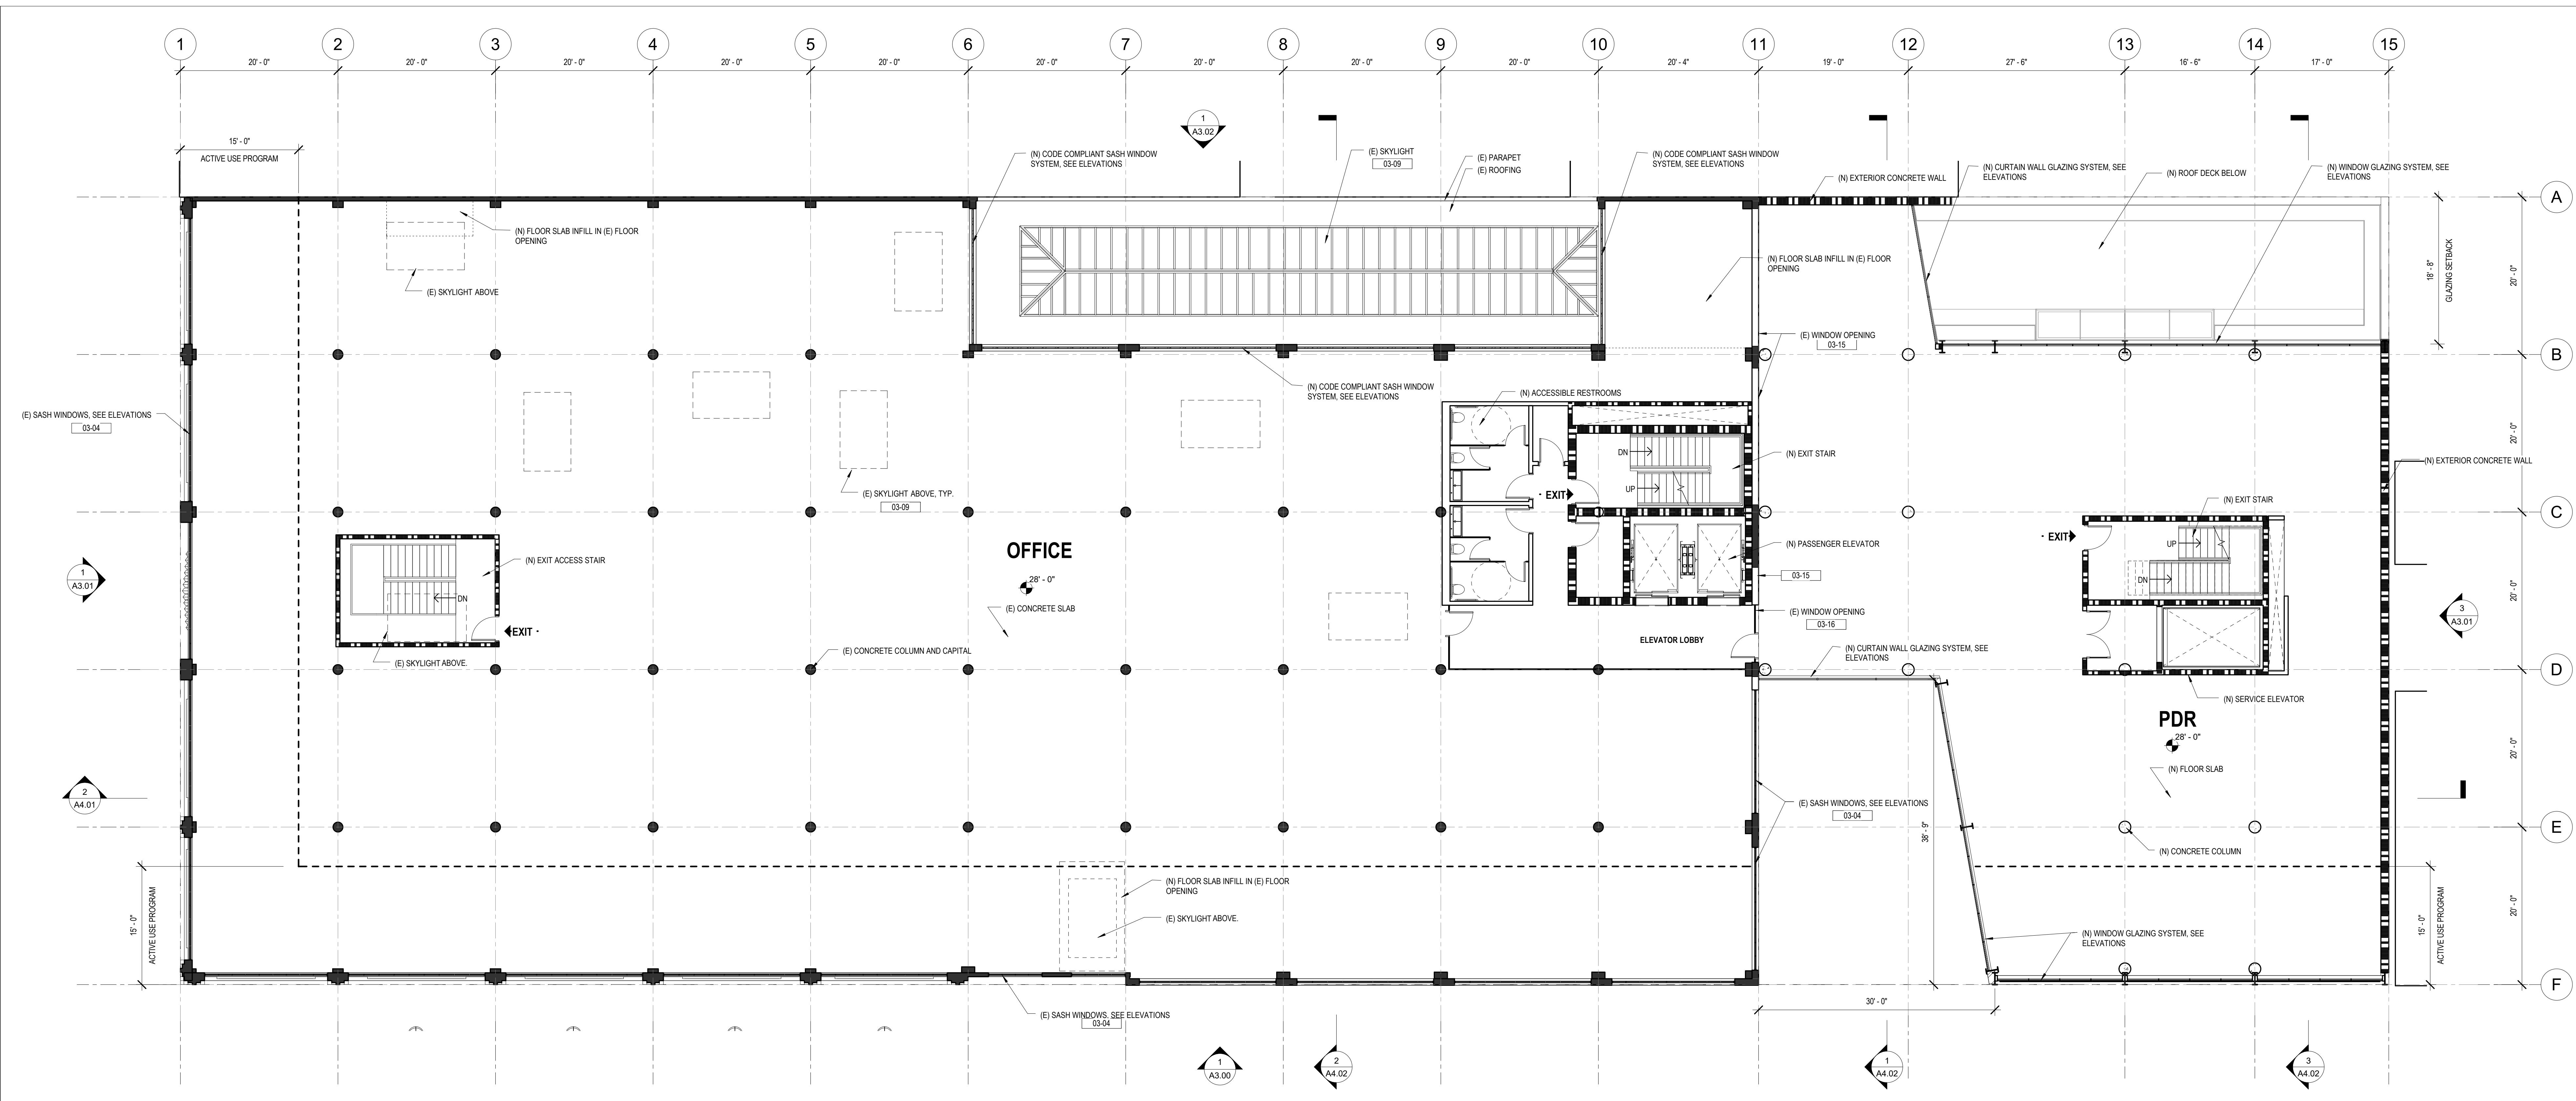 1 2 3 4 5 6 7 8 9 10 11 12 13 14 15
20' - 0" 20' - 0" 20' - 0" 20' - 0" 20' - 0" 20' - 0" 20' - 0" 20' - 0" 20' - 0" 20' - 4" 19' - 0" 27' - 6" 16' - 6" 17' - 0"
1
A3.02
15' - 0"
ACTIVE USE PROGRAM
(N) CODE COMPLIANT SASH WINDOW
SYSTEM, SEE ELEVATIONS
(E) SKYLIGHT
03-09
(E) PARAPET
(E) ROOFING
(N) CODE COMPLIANT SASH WINDOW
SYSTEM, SEE ELEVATIONS
(N) EXTERIOR CONCRETE WALL
(N) CURTAIN WALL GLAZING SYSTEM, SEE
ELEVATIONS
(N) ROOF DECK BELOW
(N) WINDOW GLAZING SYSTEM, SEE
ELEVATIONS
A
(N) FLOOR SLAB INFILL IN (E) FLOOR
OPENING
(E) SKYLIGHT ABOVE
(N) FLOOR SLAB INFILL IN (E) FLOOR
OPENING
18' - 8"
GLAZING SETBACK
20' - 0"
(E) WINDOW OPENING
03-15
B
(E) SASH WINDOWS, SEE ELEVATIONS
03-04
(N) CODE COMPLIANT SASH WINDOW
SYSTEM, SEE ELEVATIONS
(N) ACCESSIBLE RESTROOMS
20' - 0"
DN
UP
(N) EXIT STAIR
EXIT
(N) EXTERIOR CONCRETE WALL
(E) SKYLIGHT ABOVE, TYP.
03-09
(N) EXIT STAIR
C
OFFICE
28' - 0"
(E) CONCRETE SLAB
(N) EXIT ACCESS STAIR
DN
EXIT
(E) SKYLIGHT ABOVE.
1
A3.01
(N) PASSENGER ELEVATOR
03-15
(E) WINDOW OPENING
03-16
ELEVATOR LOBBY
EXIT
UP
DN
20' - 0"
3
A3.01
(E) CONCRETE COLUMN AND CAPITAL
(N) CURTAIN WALL GLAZING SYSTEM, SEE
ELEVATIONS
D
(N) SERVICE ELEVATOR
PDR
28' - 0"
(N) FLOOR SLAB
20' - 0"
2
A4.01
(E) SASH WINDOWS, SEE ELEVATIONS
03-04
38' - 9"
E
(N) CONCRETE COLUMN
15' - 0"
ACTIVE USE PROGRAM
(N) FLOOR SLAB INFILL IN (E) FLOOR
OPENING
(E) SKYLIGHT ABOVE.
(N) WINDOW GLAZING SYSTEM, SEE
ELEVATIONS
15' - 0"
ACTIVE USE PROGRAM
20' - 0"
F
30' - 0"
(E) SASH WINDOWS, SEE ELEVATIONS
03-04
1
A3.00
2
A4.02
1
A4.02
3
A4.02